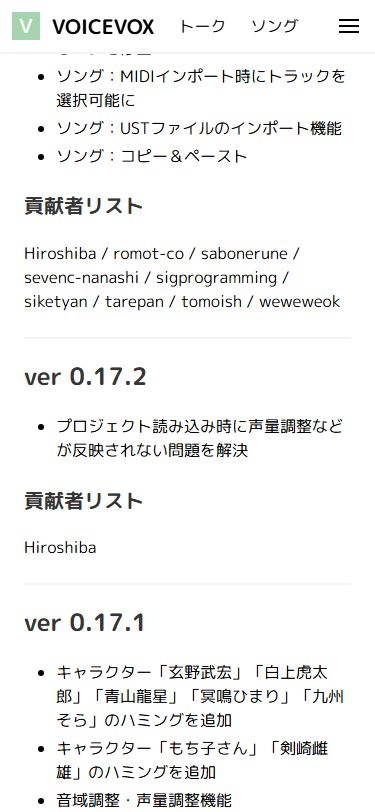 V VOICEVOX トーク ソング
ソング：MIDIインポート時にトラックを
選択可能に
ソング：USTファイルのインポート機能
ソング：コピー＆ペースト
貢献者リスト
Hiroshiba / romot-co / sabonerune /
sevenc-nanashi / sigprogramming /
siketyan / tarepan / tomoish / weweweok
ver 0.17.2
プロジェクト読み込み時に声量調整など
が反映されない問題を解決
貢献者リスト
Hiroshiba
ver 0.17.1
キャラクター「玄野武宏」「白上虎太
郎」「青山龍星」「冥鳴ひまり」「九州
そら」のハミングを追加
キャラクター「もち子さん」「剣崎雌
雄」のハミングを追加
音域調整・声量調整機能